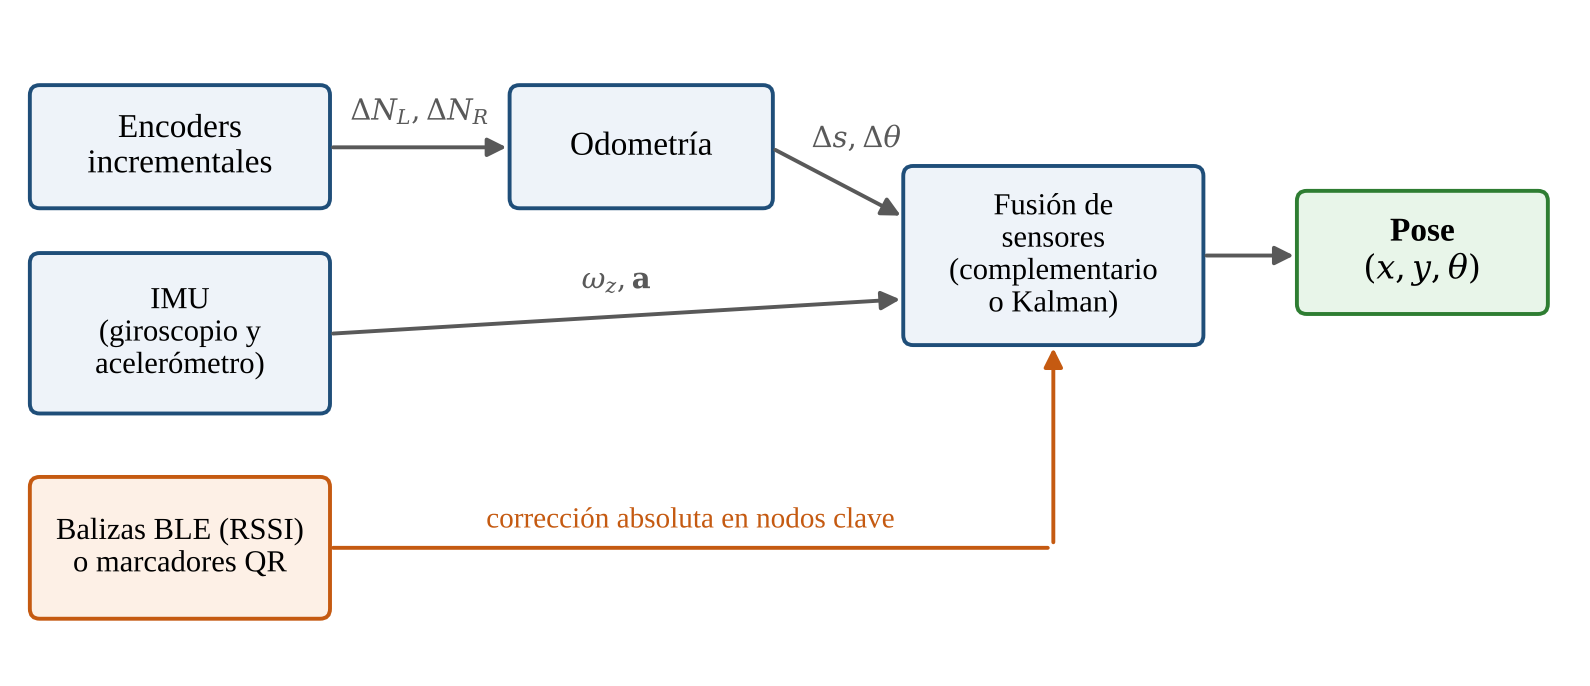 Encoders
incrementales
ΔN_L, ΔN_R
Odometría
Δs, Δθ
IMU
(giroscopio y
acelerómetro)
ω_z, a
Fusión de
sensores
(complementario
o Kalman)
Pose
(x, y, θ)
Balizas BLE (RSSI)
o marcadores QR
corrección absoluta en nodos clave